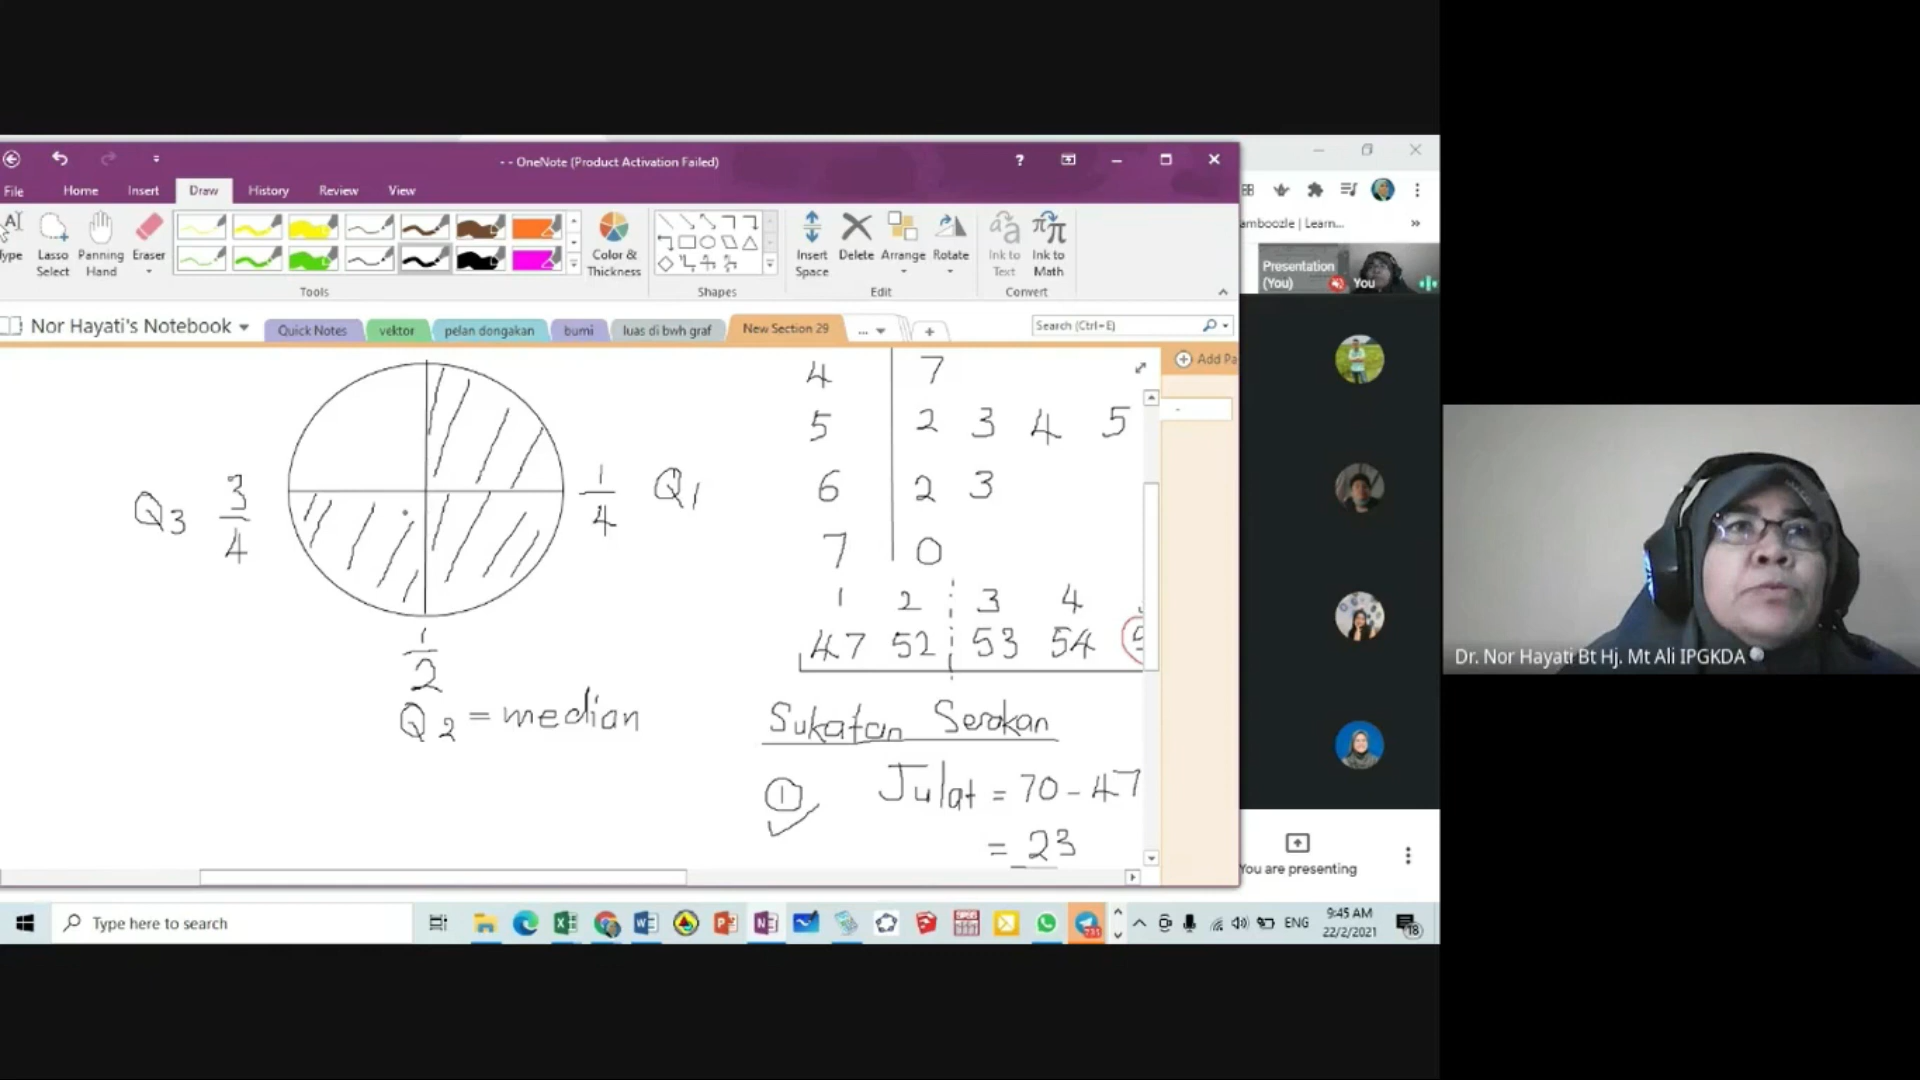 - - OneNote (Product Activation Failed)
?
File Home Insert Draw History Review View
Lasso Select
Panning Hand
Eraser
Color & Thickness
Insert Space
Delete
Arrange
Rotate
Ink to Text
Ink to Math
Tools
Shapes
Edit
Convert
Nor Hayati's Notebook
Quick Notes
vektor
pelan dongakan
bumi
luas di bwh graf
New Section 29
...
Search (Ctrl+E)
Add Pa
Q3 3/4
1/4 Q1
1/2
Q2 = median
4 7
5 2 3 4 5
6 2 3
7 0
1 2 3 4
47 52 53 54
Sukatan Serakan
1 Julat = 70 - 47
= 23
amboozle | Learn...
Presentation (You)
You
You are presenting
Dr. Nor Hayati Bt Hj. Mt Ali IPGKDA
Type here to search
ENG
9:45 AM
22/2/2021
18